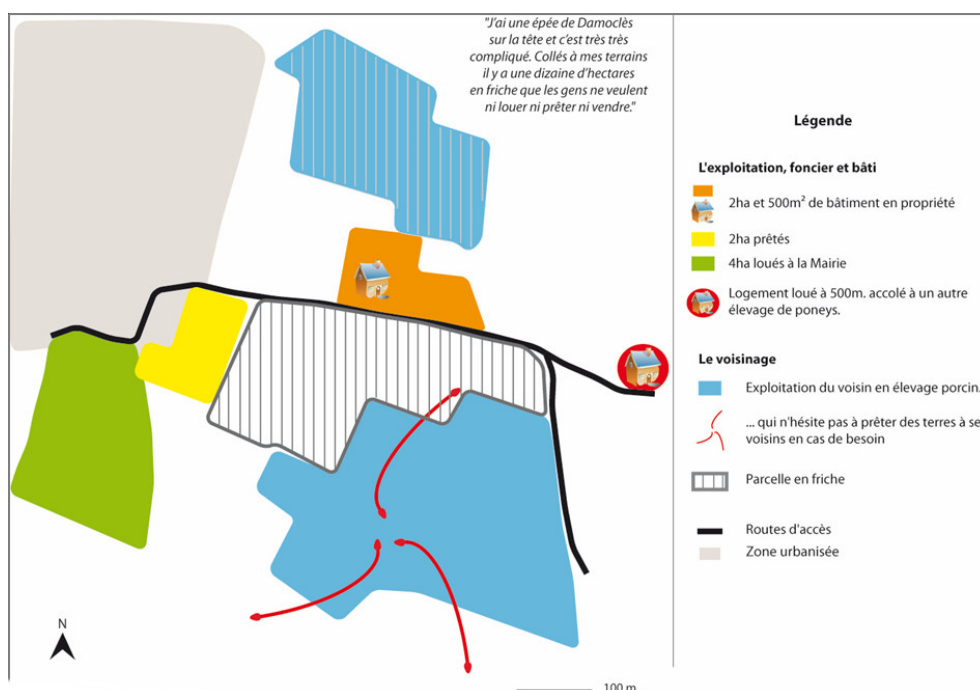 "J'ai une épée de Damoclès
sur la tête et c'est très très
compliqué. Collés à mes terrains
il y a une dizaine d'hectares
en friche que les gens ne veulent
ni louer ni prêter ni vendre."
Légende
L'exploitation, foncier et bâti
2ha et 500m² de bâtiment en propriété
2ha prêtés
4ha loués à la Mairie
Logement loué à 500m. accolé à un autre
élevage de poneys.
Le voisinage
Exploitation du voisin en élevage porcin.
... qui n'hésite pas à prêter des terres à se
voisins en cas de besoin
Parcelle en friche
Routes d'accès
Zone urbanisée
N
100 m